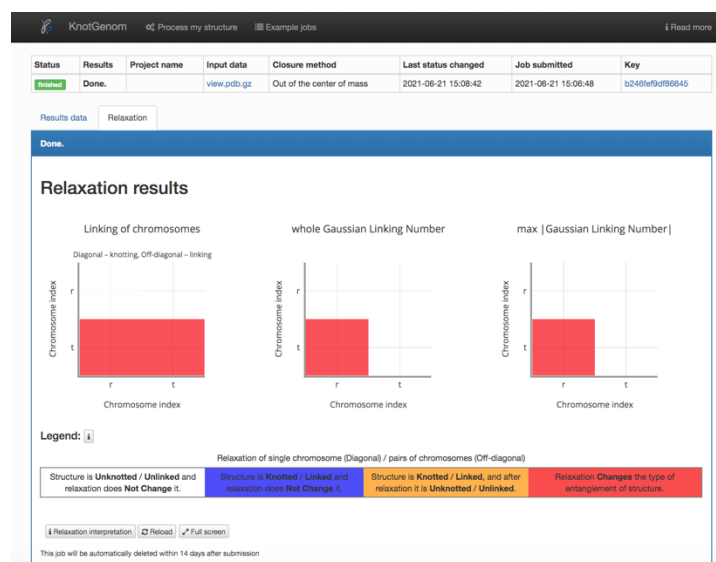 KnotGenom Process my structure Example jobs Read more
Status Results Project name Input data Closure method Last status changed Job submitted Key
finished Done. view.pdb.gz Out of the center of mass 2021-06-21 15:08:42 2021-06-21 15:06:48 b246fef9df86645
Results data Relaxation
Done.
Relaxation results
Linking of chromosomes whole Gaussian Linking Number max |Gaussian Linking Number|
Diagonal – knotting, Off-diagonal – linking
Chromosome index Chromosome index Chromosome index
r r r
t t t
r t r t r t
Chromosome index Chromosome index Chromosome index
Legend: i
Relaxation of single chromosome (Diagonal) / pairs of chromosomes (Off-diagonal)
Structure is Unknotted / Unlinked and Structure is Knotted / Linked and Structure is Knotted / Linked, and after Relaxation Changes the type of
relaxation does Not Change it. relaxation does Not Change it. relaxation it is Unknotted / Unlinked. entanglement of structure.
i Relaxation interpretation Reload Full screen
This job will be automatically deleted within 14 days after submission